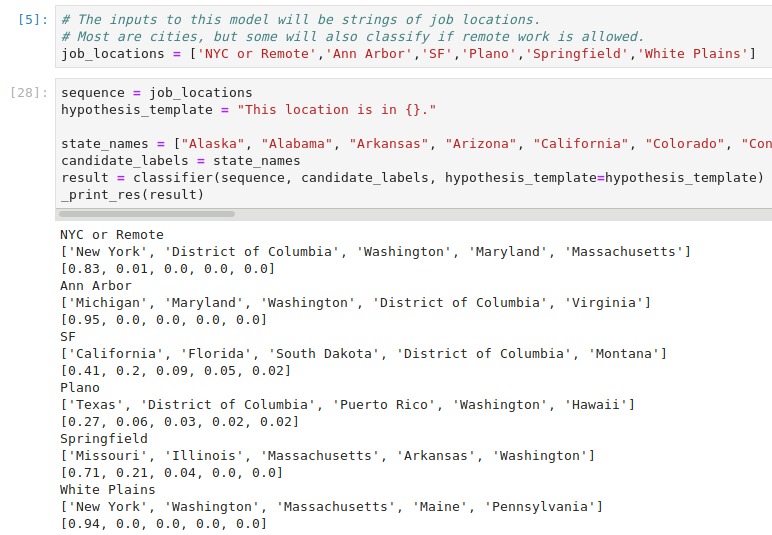 [5]: # The inputs to this model will be strings of job locations.
# Most are cities, but some will also classify if remote work is allowed.
job_locations = ['NYC or Remote','Ann Arbor','SF','Plano','Springfield','White Plains']
[28]: sequence = job_locations
hypothesis_template = "This location is in {}."
state_names = ["Alaska", "Alabama", "Arkansas", "Arizona", "California", "Colorado", "Con
candidate_labels = state_names
result = classifier(sequence, candidate_labels, hypothesis_template=hypothesis_template)
_print_res(result)
NYC or Remote
['New York', 'District of Columbia', 'Washington', 'Maryland', 'Massachusetts']
[0.83, 0.01, 0.0, 0.0, 0.0]
Ann Arbor
['Michigan', 'Maryland', 'Washington', 'District of Columbia', 'Virginia']
[0.95, 0.0, 0.0, 0.0, 0.0]
SF
['California', 'Florida', 'South Dakota', 'District of Columbia', 'Montana']
[0.41, 0.2, 0.09, 0.05, 0.02]
Plano
['Texas', 'District of Columbia', 'Puerto Rico', 'Washington', 'Hawaii']
[0.27, 0.06, 0.03, 0.02, 0.02]
Springfield
['Missouri', 'Illinois', 'Massachusetts', 'Arkansas', 'Washington']
[0.71, 0.21, 0.04, 0.0, 0.0]
White Plains
['New York', 'Washington', 'Massachusetts', 'Maine', 'Pennsylvania']
[0.94, 0.0, 0.0, 0.0, 0.0]